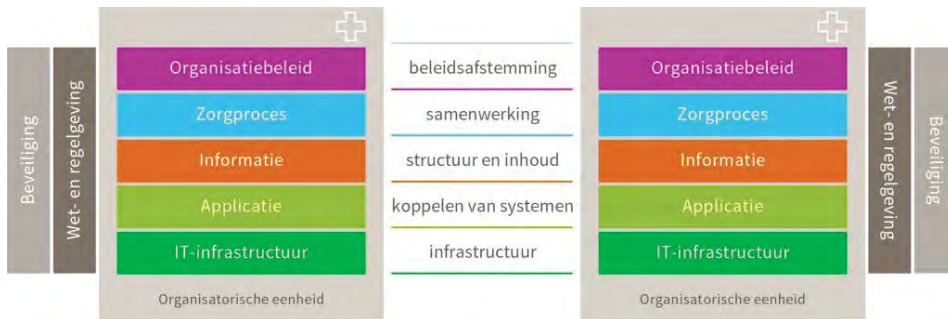 Beveiliging
Wet- en regelgeving
Organisatiebeleid
Zorgproces
Informatie
Applicatie
IT-infrastructuur
Organisatorische eenheid
beleidsafstemming
samenwerking
structuur en inhoud
koppelen van systemen
infrastructuur
Organisatiebeleid
Zorgproces
Informatie
Applicatie
IT-infrastructuur
Organisatorische eenheid
Wet- en regelgeving
Beveiliging